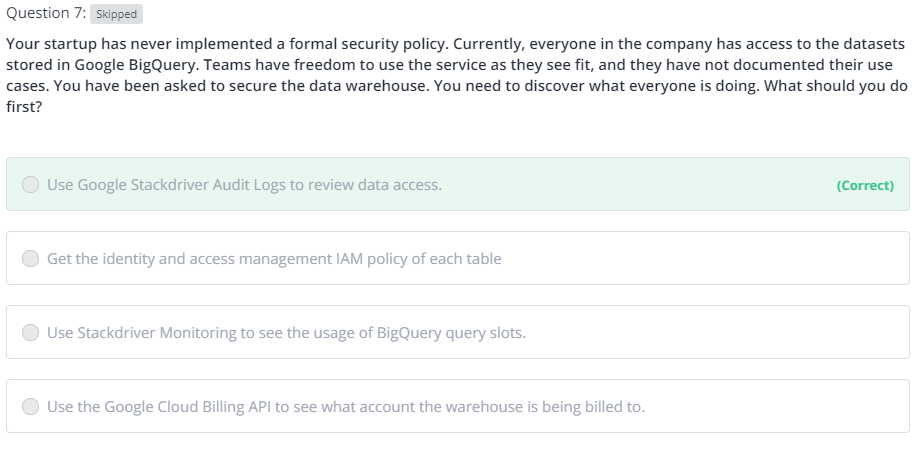 Question 7: Skipped
Your startup has never implemented a formal security policy. Currently, everyone in the company has access to the datasets
stored in Google BigQuery. Teams have freedom to use the service as they see fit, and they have not documented their use
cases. You have been asked to secure the data warehouse. You need to discover what everyone is doing. What should you do
first?
Use Google Stackdriver Audit Logs to review data access. (Correct)
Get the identity and access management IAM policy of each table
Use Stackdriver Monitoring to see the usage of BigQuery query slots.
Use the Google Cloud Billing API to see what account the warehouse is being billed to.